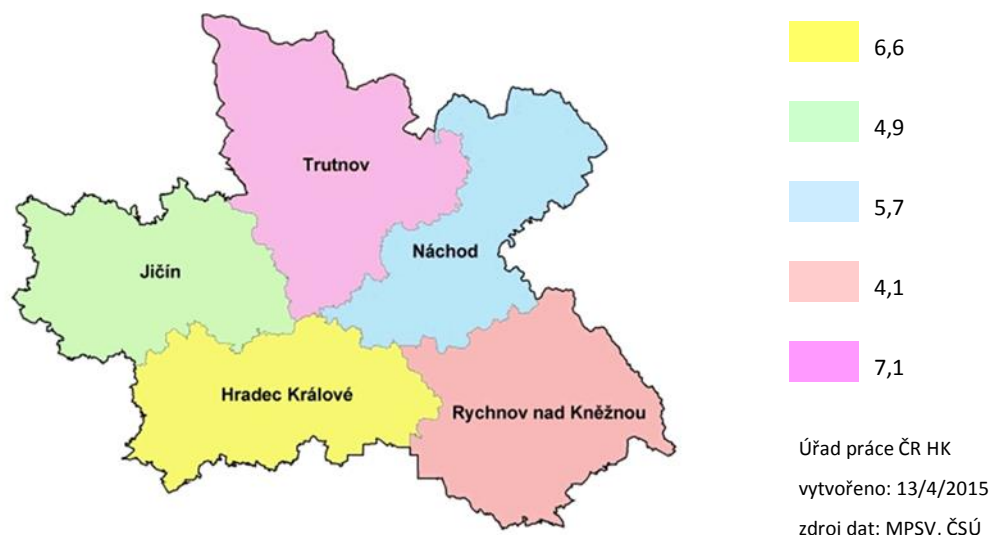 Trutnov
Náchod
Jičín
Hradec Králové
Rychnov nad Kněžnou
6,6
4,9
5,7
4,1
7,1
Úřad práce ČR HK
vytvořeno: 13/4/2015
zdroj dat: MPSV, ČSÚ